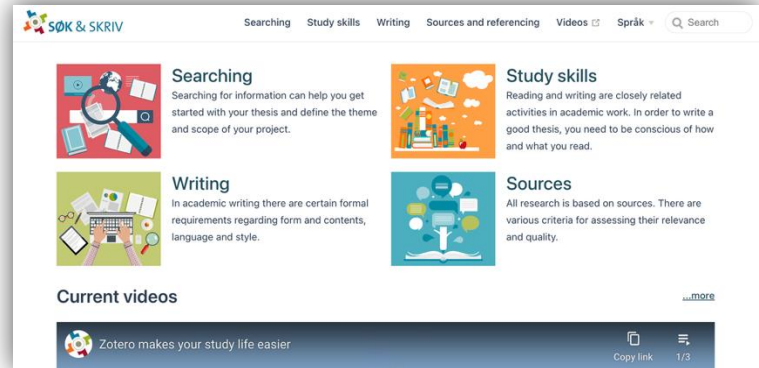 SØK & SKRIV
Searching Study skills Writing Sources and referencing Videos Språk Search
Searching
Searching for information can help you get
started with your thesis and define the theme
and scope of your project.
Study skills
Reading and writing are closely related
activities in academic work. In order to write a
good thesis, you need to be conscious of how
and what you read.
Writing
In academic writing there are certain formal
requirements regarding form and contents,
language and style.
Sources
All research is based on sources. There are
various criteria for assessing their relevance
and quality.
Current videos
...more
Zotero makes your study life easier
Copy link
1/3